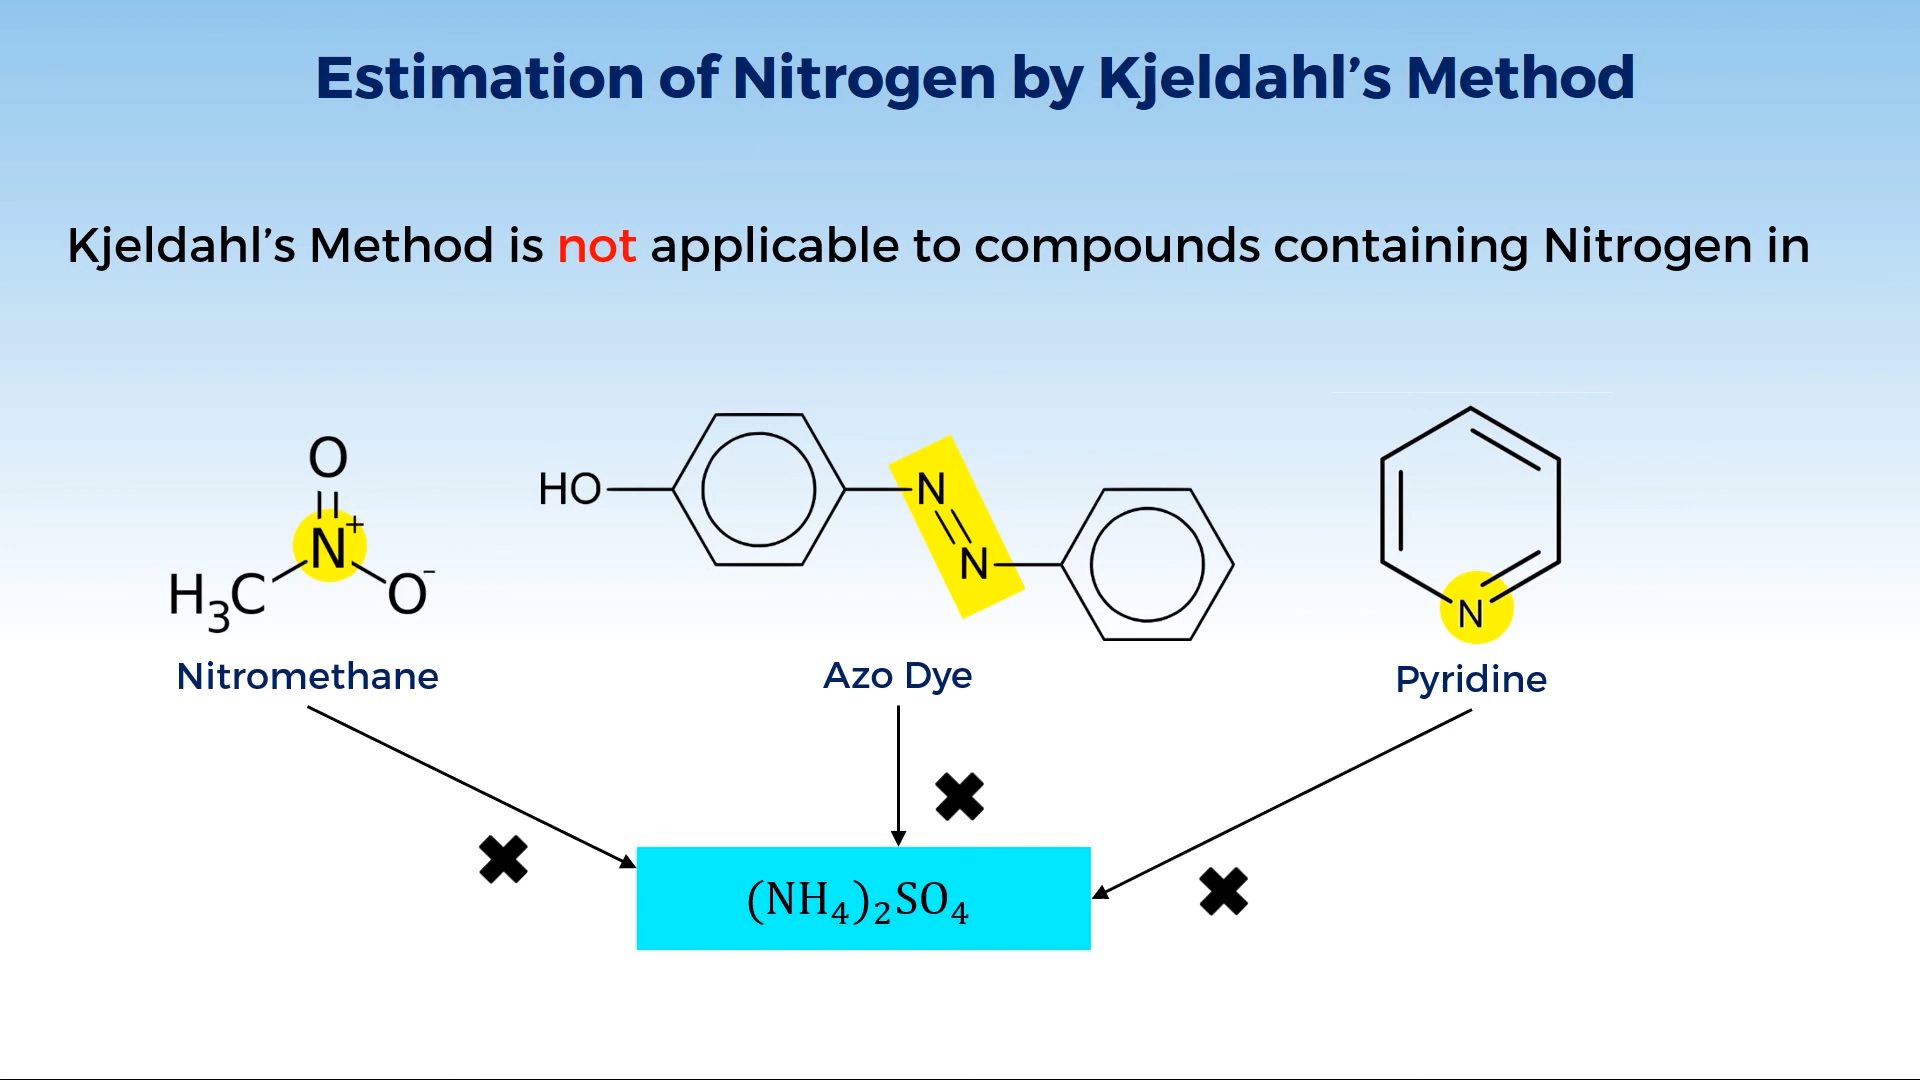 Estimation of Nitrogen by Kjeldahl’s Method
Kjeldahl’s Method is not applicable to compounds containing Nitrogen in
O
N⁺
H₃C
O⁻
Nitromethane
HO
N
N
Azo Dye
N
Pyridine
(NH₄)₂SO₄